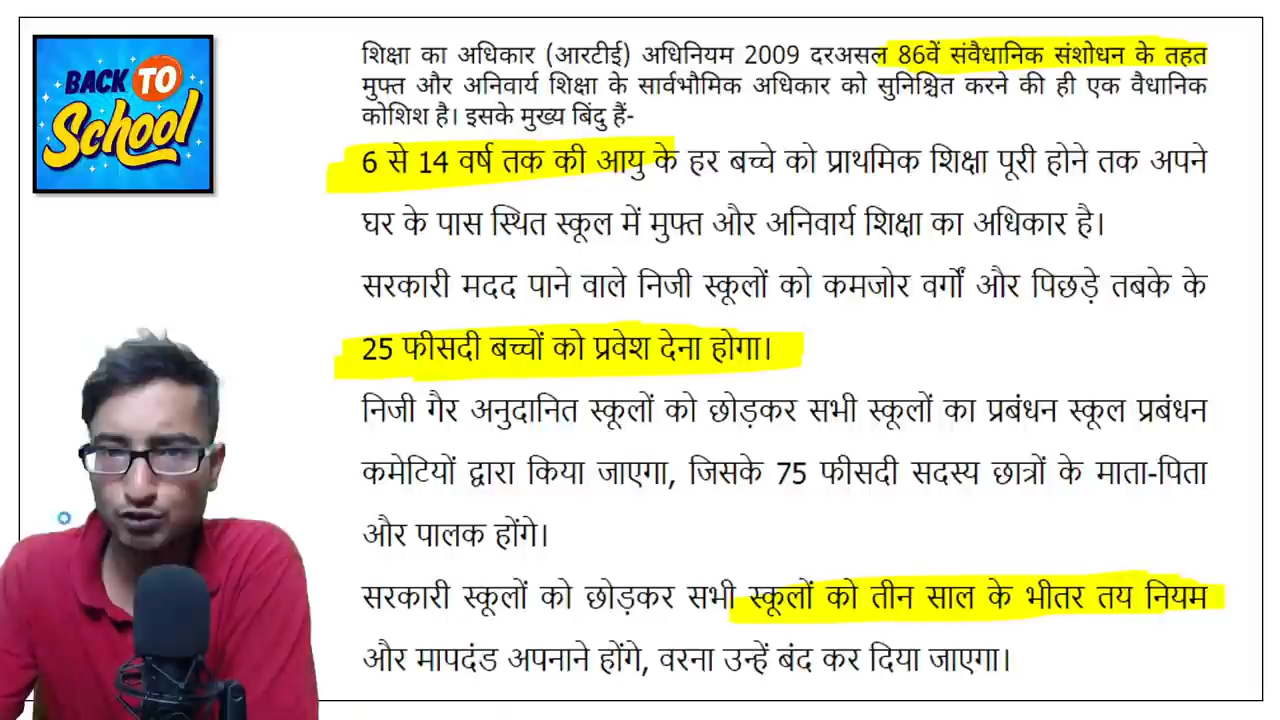 BACK TO
School
शिक्षा का अधिकार (आरटीई) अधिनियम 2009 दरअसल 86वें संवैधानिक संशोधन के तहत
मुफ्त और अनिवार्य शिक्षा के सार्वभौमिक अधिकार को सुनिश्चित करने की ही एक वैधानिक
कोशिश है। इसके मुख्य बिंदु हैं-
6 से 14 वर्ष तक की आयु के हर बच्चे को प्राथमिक शिक्षा पूरी होने तक अपने
घर के पास स्थित स्कूल में मुफ्त और अनिवार्य शिक्षा का अधिकार है।
सरकारी मदद पाने वाले निजी स्कूलों को कमजोर वर्गों और पिछड़े तबके के
25 फीसदी बच्चों को प्रवेश देना होगा।
निजी गैर अनुदानित स्कूलों को छोड़कर सभी स्कूलों का प्रबंधन स्कूल प्रबंधन
कमेटियों द्वारा किया जाएगा, जिसके 75 फीसदी सदस्य छात्रों के माता-पिता
और पालक होंगे।
सरकारी स्कूलों को छोड़कर सभी स्कूलों को तीन साल के भीतर तय नियम
और मापदंड अपनाने होंगे, वरना उन्हें बंद कर दिया जाएगा।